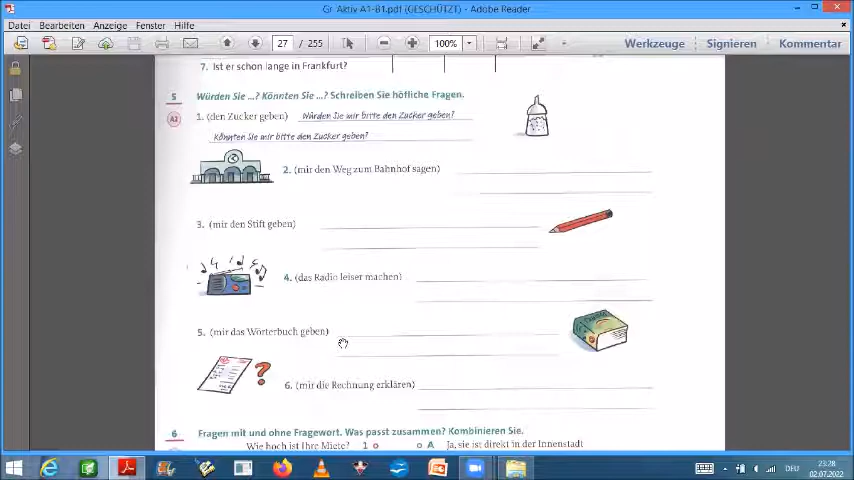 Gr. Aktiv A1-B1.pdf (GESCHÜTZT) - Adobe Reader
Datei Bearbeiten Anzeige Fenster Hilfe
27 / 255 100% Werkzeuge Signieren Kommentar
7. Ist er schon lange in Frankfurt?
5 Würden Sie ...? Könnten Sie ...? Schreiben Sie höfliche Fragen.
A2 1. (den Zucker geben) Würden Sie mir bitte den Zucker geben?
Könnten Sie mir bitte den Zucker geben?
2. (mir den Weg zum Bahnhof sagen)
3. (mir den Stift geben)
4. (das Radio leiser machen)
5. (mir das Wörterbuch geben)
6. (mir die Rechnung erklären)
6 Fragen mit und ohne Fragewort. Was passt zusammen? Kombinieren Sie.
Wie hoch ist Ihre Miete? 1 A Ja, sie ist direkt in der Innenstadt
DEU 23:28
02.07.2022